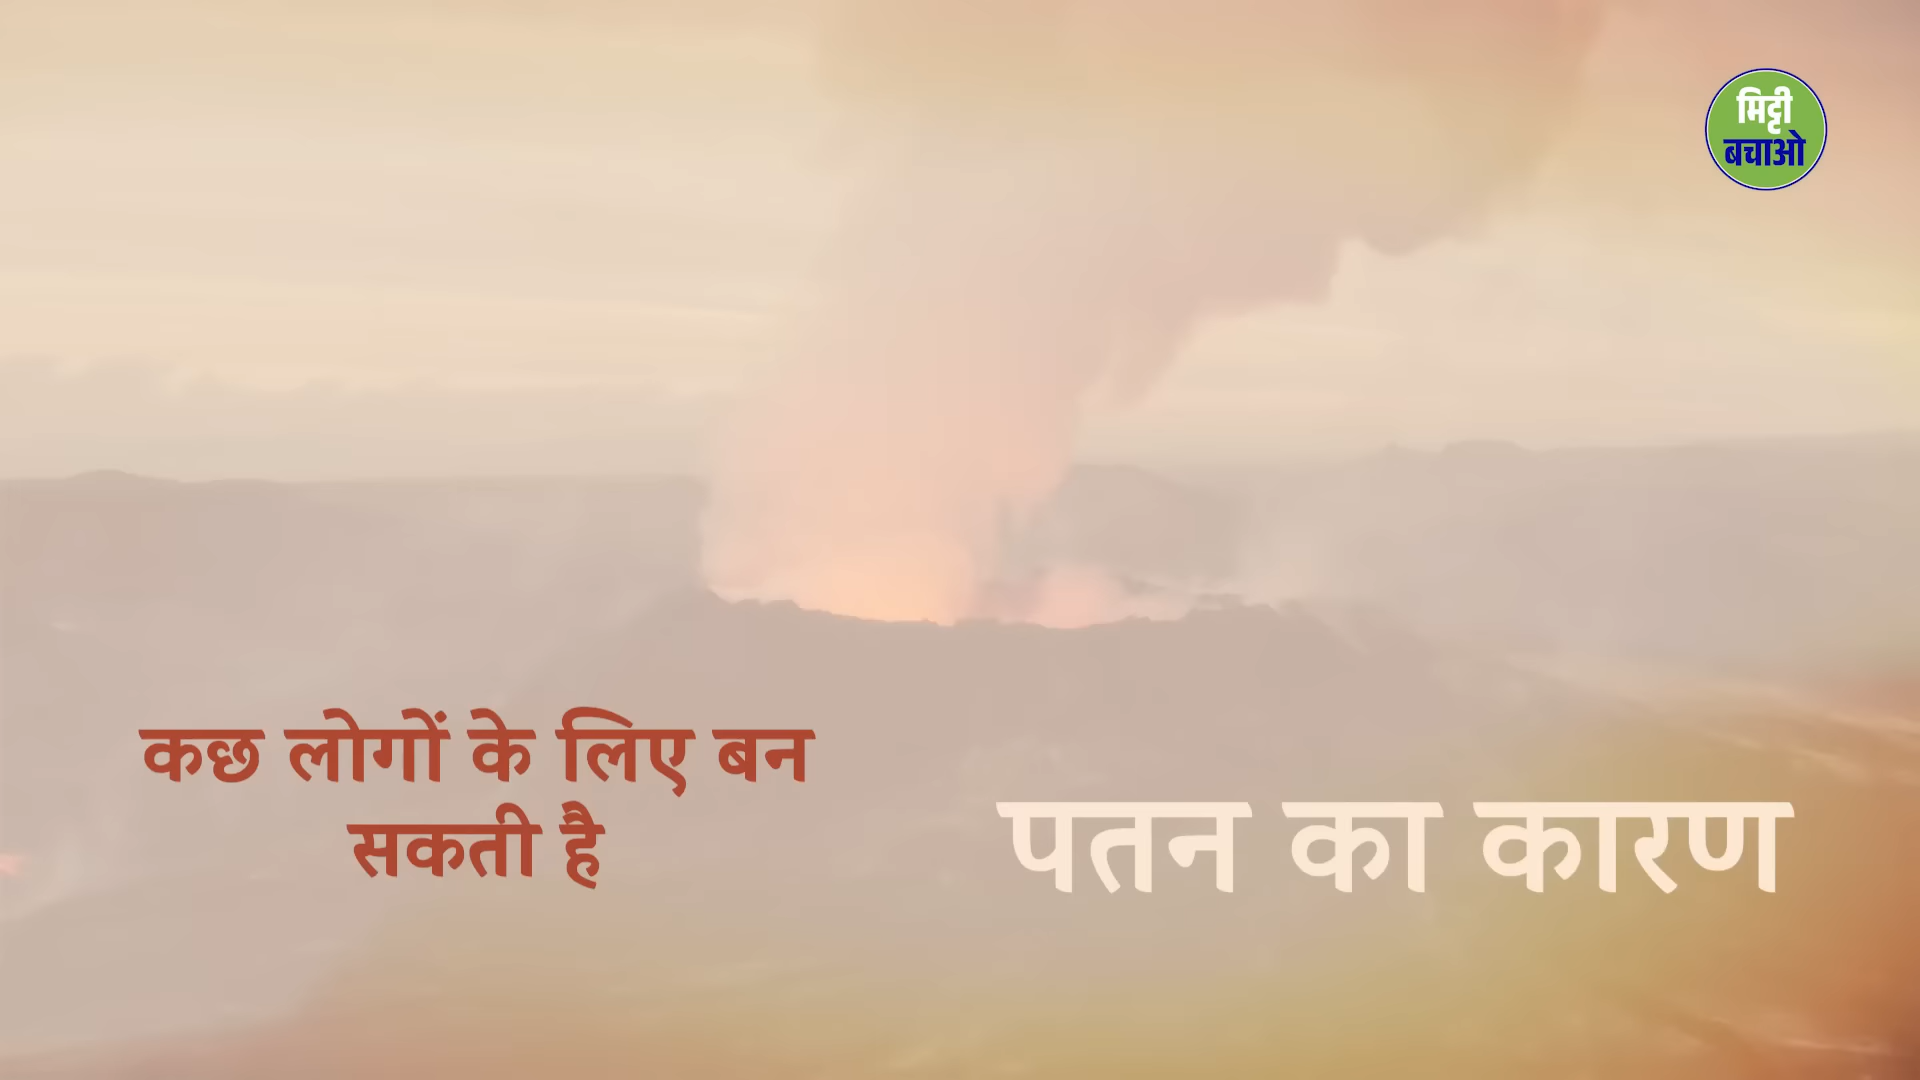 मिट्टी
बचाओ
कछ लोगों के लिए बन
सकती है
पतन का कारण